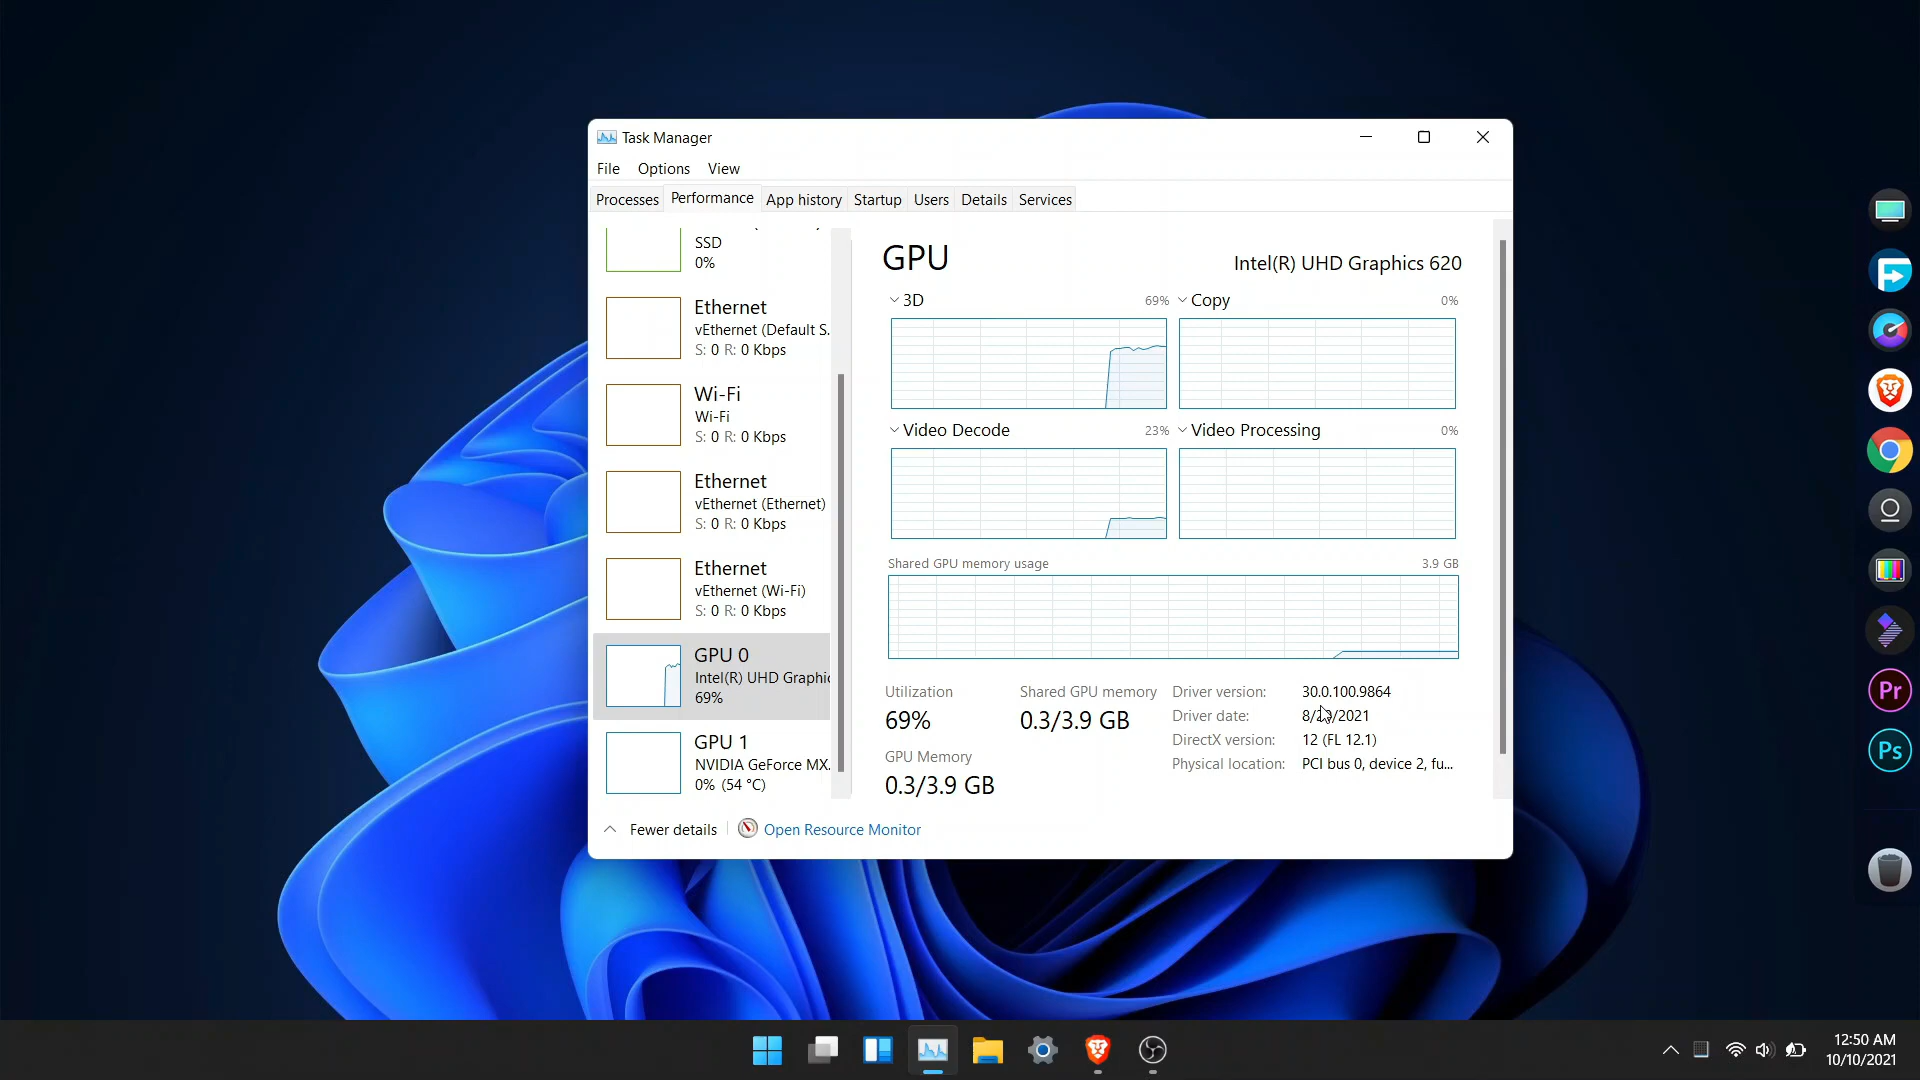 Task Manager
File Options View
Processes Performance App history Startup Users Details Services
SSD
0%
Ethernet
vEthernet (Default S.
S: 0 R: 0 Kbps
Wi-Fi
Wi-Fi
S: 0 R: 0 Kbps
Ethernet
vEthernet (Ethernet)
S: 0 R: 0 Kbps
Ethernet
vEthernet (Wi-Fi)
S: 0 R: 0 Kbps
GPU 0
Intel(R) UHD Graphic
69%
GPU 1
NVIDIA GeForce MX.
0% (54 °C)
GPU Intel(R) UHD Graphics 620
3D 69% Copy 0%
Video Decode 23% Video Processing 0%
Shared GPU memory usage 3.9 GB
Utilization
69%
Shared GPU memory
0.3/3.9 GB
GPU Memory
0.3/3.9 GB
Driver version: 30.0.100.9864
Driver date:
DirectX version: 12 (FL 12.1)
Physical location: PCI bus 0, device 2, fu...
Fewer details Open Resource Monitor
Pr
Ps
12:50 AM
10/10/2021